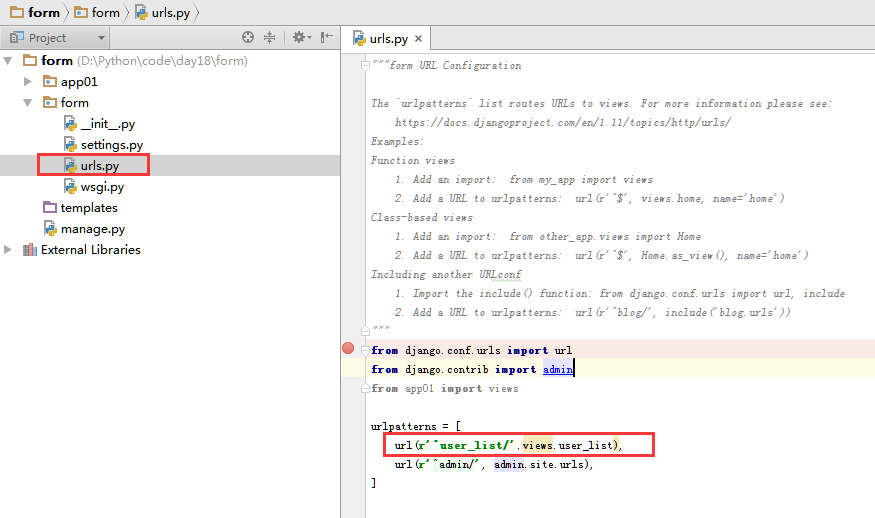 form form urls.py
Project
urls.py
form (D:\Python\code\day18\form)
app01
form
__init__.py
settings.py
urls.py
wsgi.py
templates
manage.py
External Libraries
"""form URL Configuration
The `urlpatterns` list routes URLs to views. For more information please see:
https://docs.djangoproject.com/en/1.11/topics/http/urls/
Examples:
Function views
1. Add an import:  from my_app import views
2. Add a URL to urlpatterns:  url(r'^$', views.home, name='home')
Class-based views
1. Add an import:  from other_app.views import Home
2. Add a URL to urlpatterns:  url(r'^$', Home.as_view(), name='home')
Including another URLconf
1. Import the include() function: from django.conf.urls import url, include
2. Add a URL to urlpatterns:  url(r'^blog/', include('blog.urls'))
"""
from django.conf.urls import url
from django.contrib import admin
from app01 import views
urlpatterns = [
url(r'^user_list/'.views.user_list),
url(r'^admin/', admin.site.urls),
]